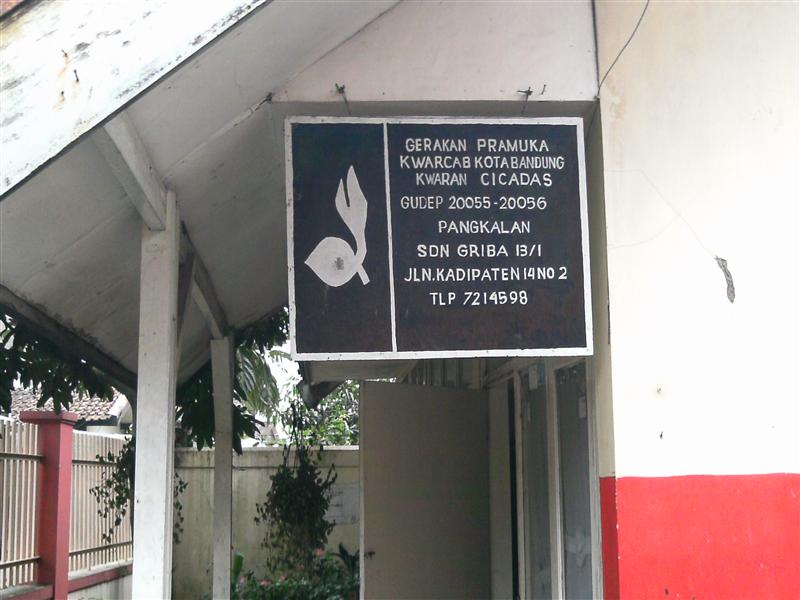 GERAKAN PRAMUKA
KWARCAB KOTA BANDUNG
KWARAN CICADAS
GUDEP 20055-20056
PANGKALAN
SDN GRIBA 13/1
JLN.KADIPATEN 14 NO 2
TLP 7214598